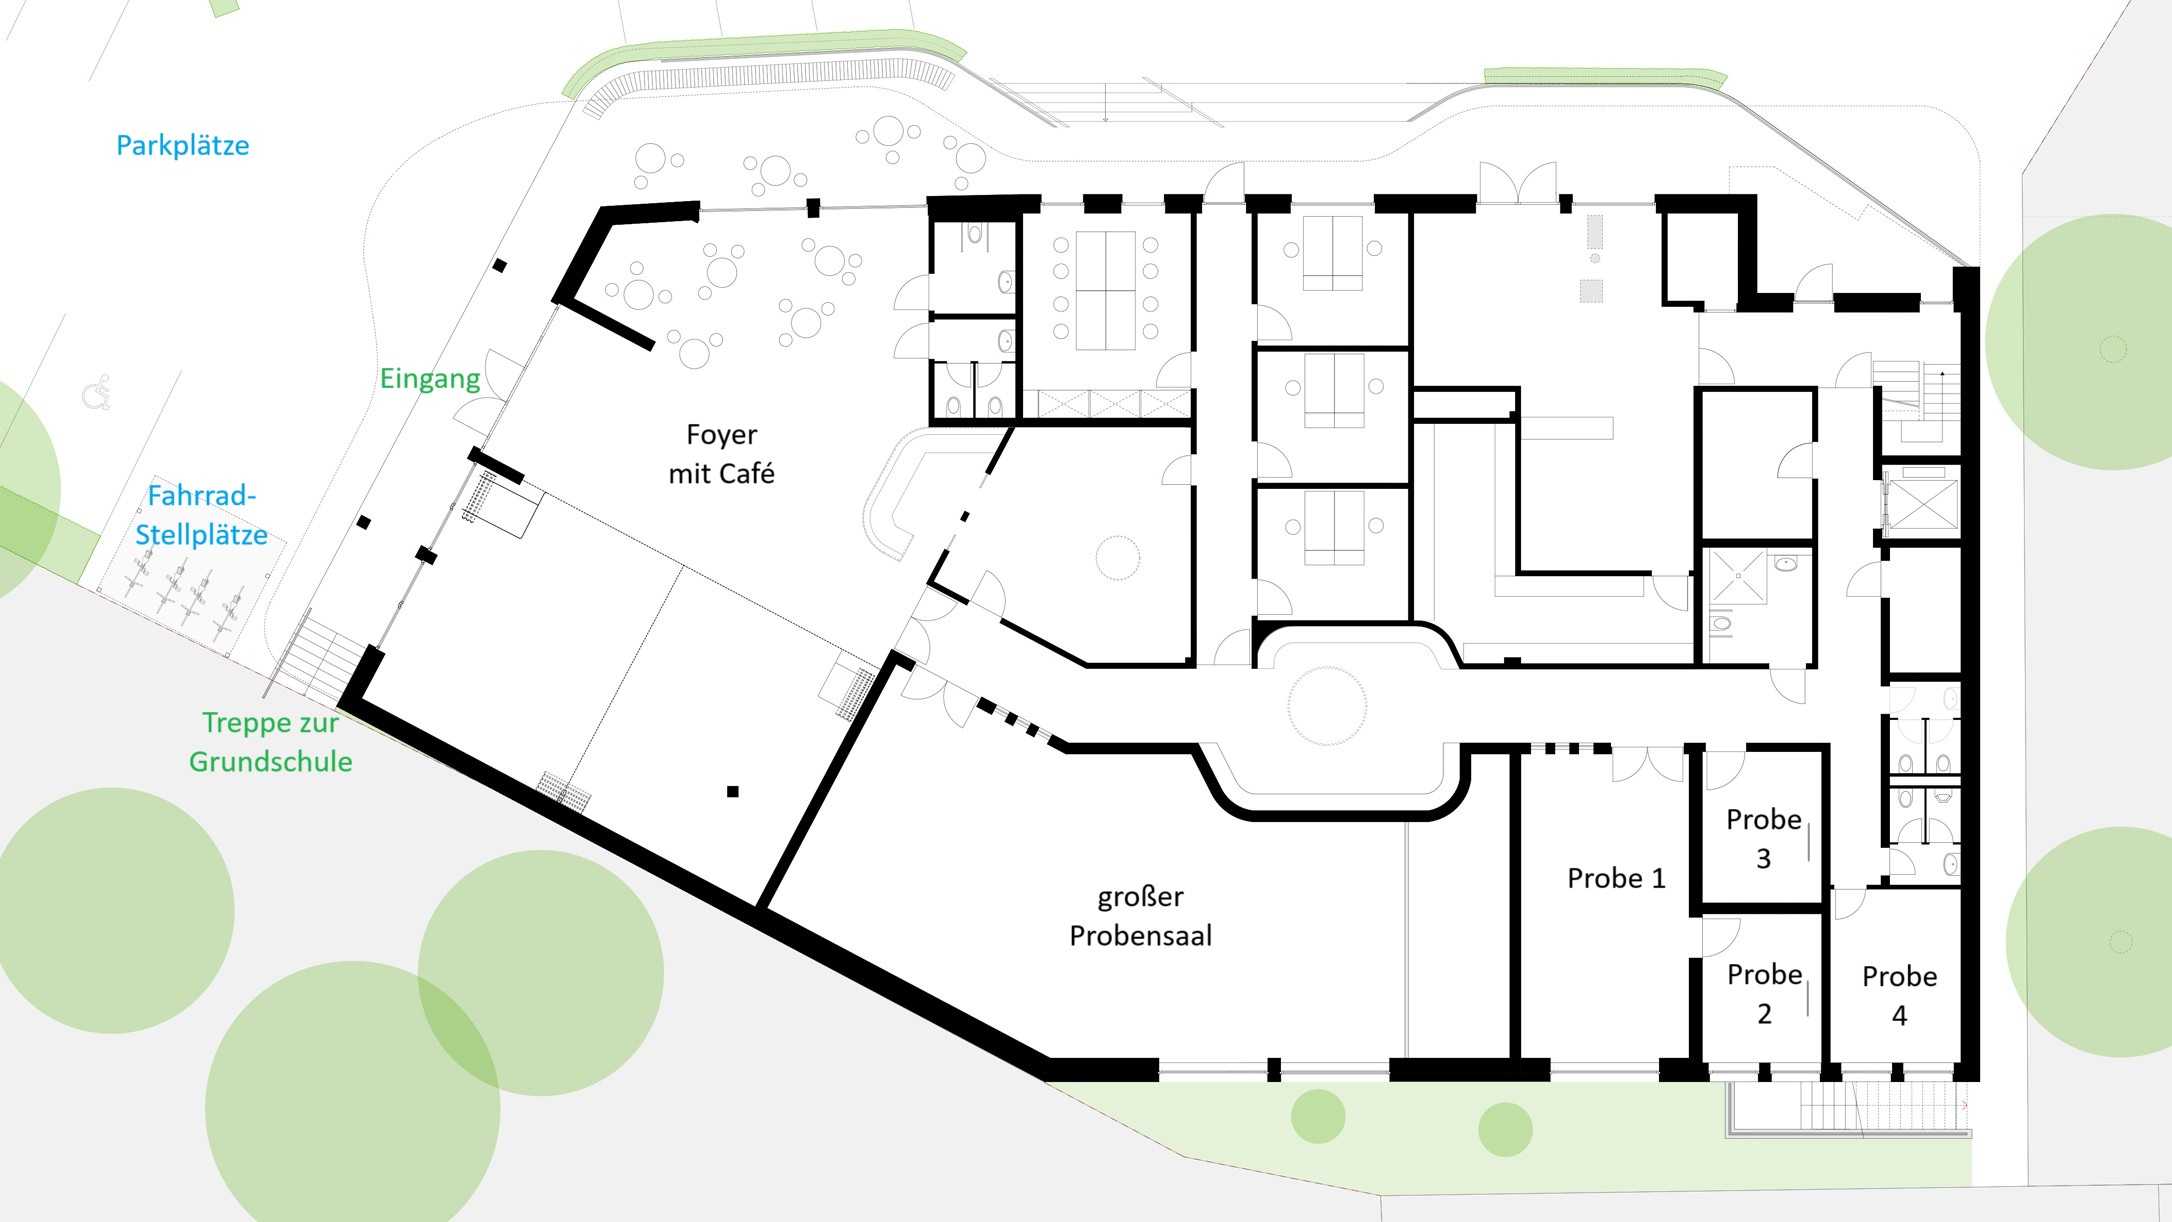 Parkplätze
Eingang
Foyer
mit Café
Fahrrad-
Stellplätze
Treppe zur
Grundschule
großer
Probensaal
Probe 1
Probe
3
Probe
2
Probe
4